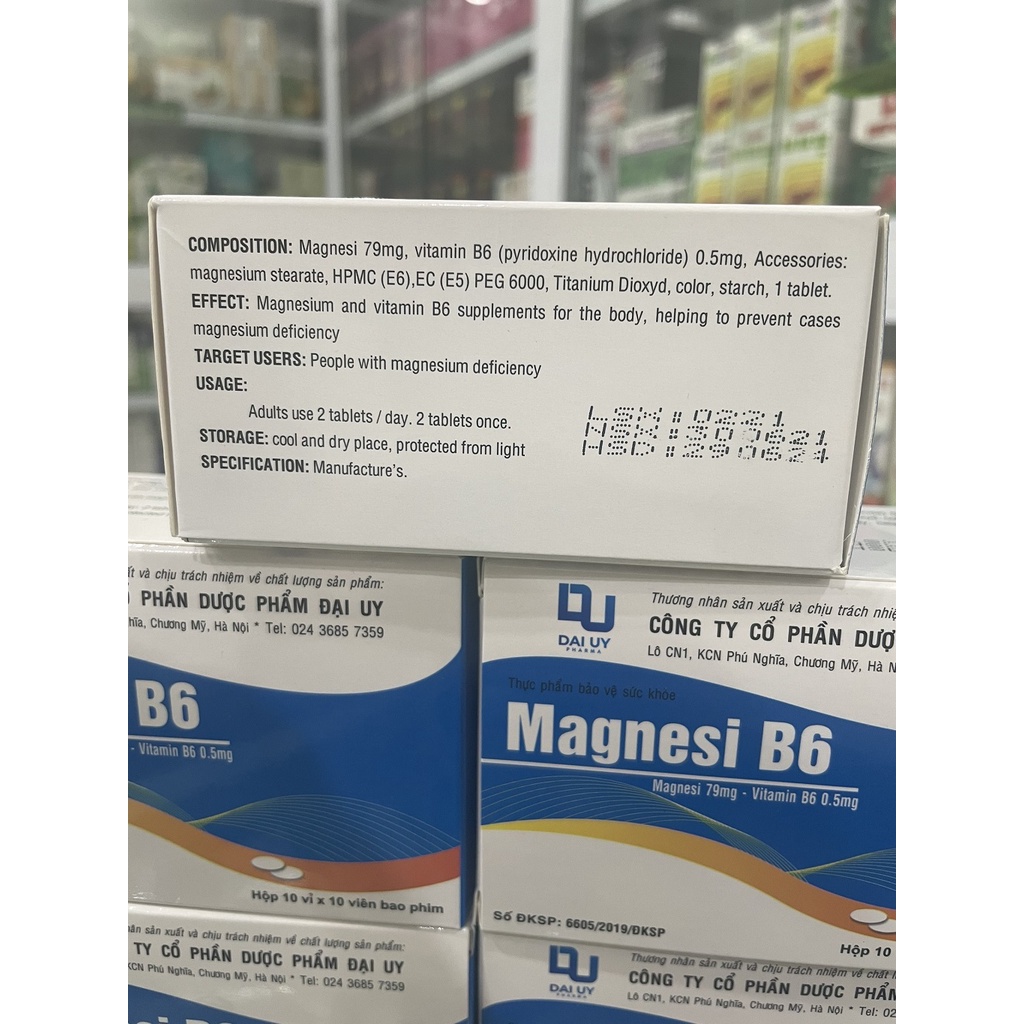 COMPOSITION: Magnesi 79mg, vitamin B6 (pyridoxine hydrochloride) 0.5mg, Accessories:
magnesium stearate, HPMC (E6),EC (E5) PEG 6000, Titanium Dioxyd, color, starch, 1 tablet.
EFFECT: Magnesium and vitamin B6 supplements for the body, helping to prevent cases
magnesium deficiency
TARGET USERS: People with magnesium deficiency
USAGE:
Adults use 2 tablets / day. 2 tablets once.
STORAGE: cool and dry place, protected from light
SPECIFICATION: Manufacture's.
LSX:0221
NSX:300621
HSD:290624
và chịu trách nhiệm về chất lượng sản phẩm:
PHẦN DƯỢC PHẨM ĐẠI UY
Chương Mỹ, Hà Nội * Tel: 024 3685 7359
B6
- Vitamin B6 0.5mg
Hộp 10 vỉ x 10 viên bao phim
DU
DAI UY
PHARMA
Thương nhân sản xuất và chịu trách
CÔNG TY CỔ PHẦN
Lô CN1, KCN Phú Nghĩa, Chương Mỹ, Hà
Thực phẩm bảo vệ sức khỏe
Magnesi B6
Magnesi 79mg - Vitamin B6 0.5mg
Số ĐKSP: 6605/2019/ĐKSP
Hộp 10
sản xuất và chịu trách nhiệm về chất lượng sản phẩm:
TY CỔ PHẦN DƯỢC PHẨM ĐẠI UY
KCN Phú Nghĩa, Chương Mỹ, Hà Nội * Tel: 024 3685 7359
DU
DAI UY
PHARMA
Thương nhân sản xuất và chịu trách nhiệm về chất
CÔNG TY CỔ PHẦN DƯỢC PHẨM
Lô CN1, KCN Phú Nghĩa, Chương Mỹ, Hà Nội * Tel: 02